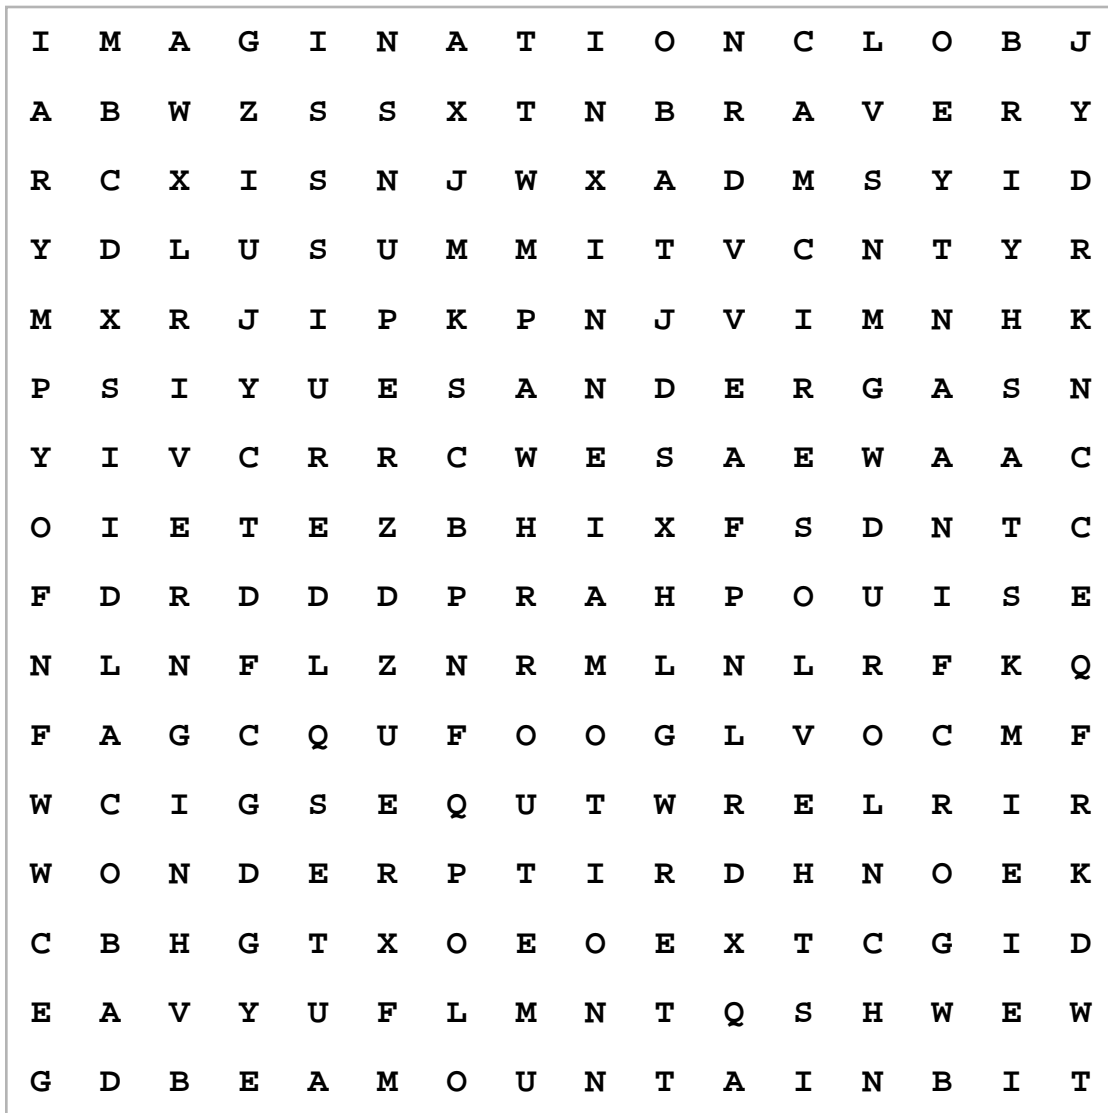 I M A G I N A T I O N C L O B J
A B W Z S S X T N B R A V E R Y
R C X I S N J W X A D M S Y I D
Y D L U S U M M I T V C N T Y R
M X R J I P K P N J V I M N H K
P S I Y U E S A N D E R G A S N
Y I V C R R C W E S A E W A A C
O I E T E Z B H I X F S D N T C
F D R D D D P R A H P O U I S E
N L N F L Z N R M L N L R F K Q
F A G C Q U F O O G L V O C M F
W C I G S E Q U T W R E L R I R
W O N D E R P T I R D H N O E K
C B H G T X O E O E X T C G I D
E A V Y U F L M N T Q S H W E W
G D B E A M O U N T A I N B I T